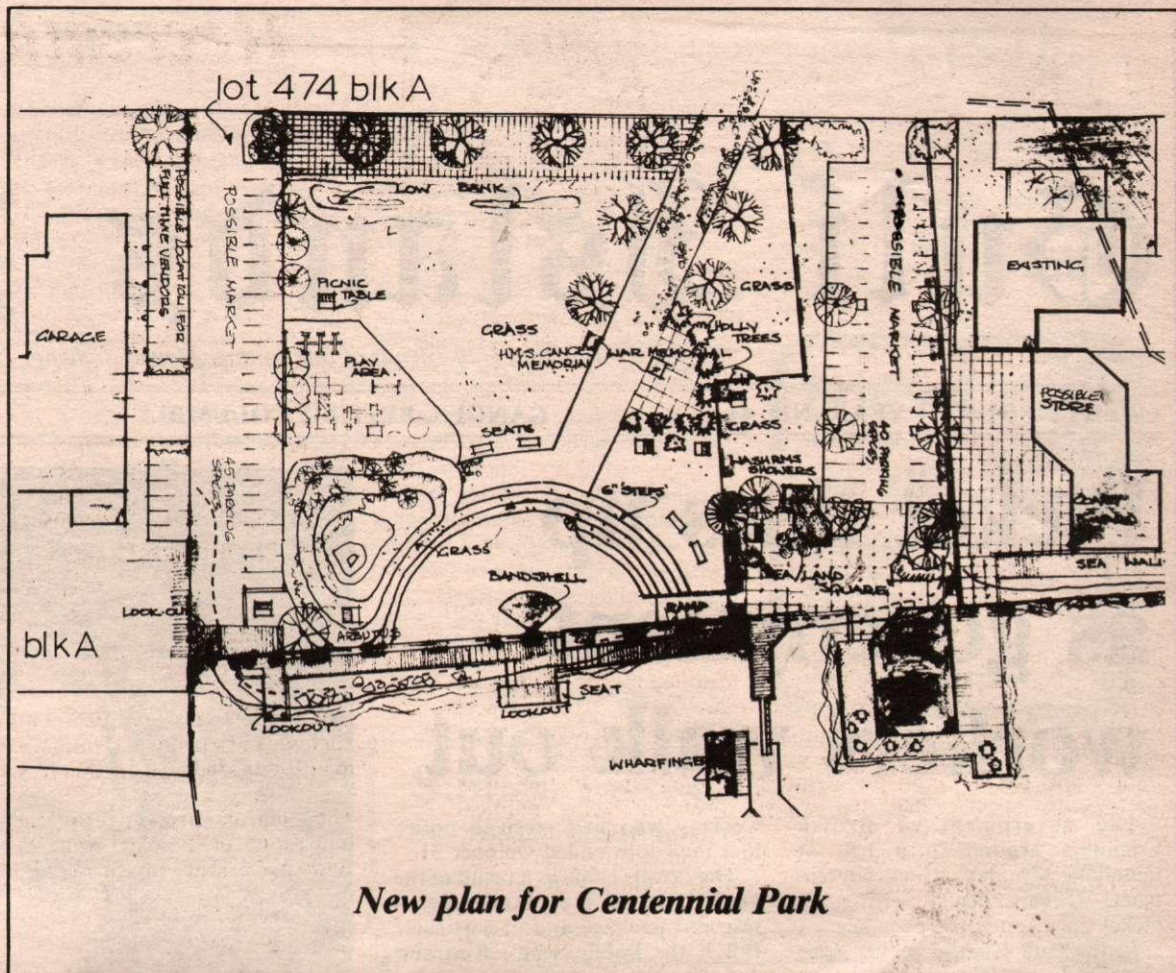 lot 474 blkA
POSSIBLE LOCATION FOR
FULL TIME VENDORS
POSSIBLE MARKET
LOW BANK
GARAGE
PICNIC
TABLE
PLAY
AREA
GRASS
H.M.S. GANGES
MEMORIAL
WAR MEMORIAL
GRASS
HOLLY
TREES
POSSIBLE MARKET
EXISTING
POSSIBLE
STORE
GRASS
SEATS
WASHRMS
SHOWERS
6" STEPS
45 PARKING
SPACES
40 PARKING
SPACES
GRASS
BANDSHELL
SEA/LAND
SQUARE
SEA WALL
LOOK-OUT
ARBUTUS
RAMP
blkA
SEAT
LOOKOUT
LOOKOUT
WHARFINGER
New plan for Centennial Park